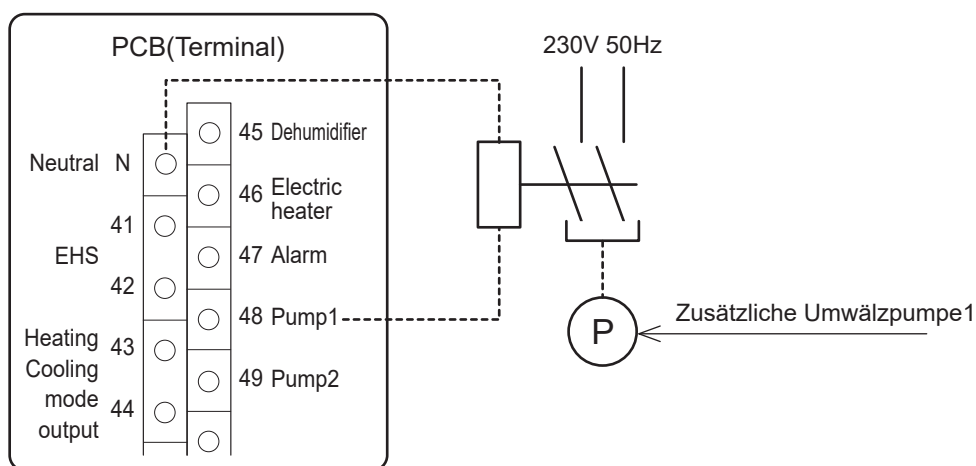 PCB(Terminal)
230V 50Hz
45 Dehumidifier
Neutral N
46 Electric
heater
41
EHS
47 Alarm
42
48 Pump1
Zusätzliche Umwälzpumpe1
P
Heating
43
Cooling
49 Pump2
mode
44
output